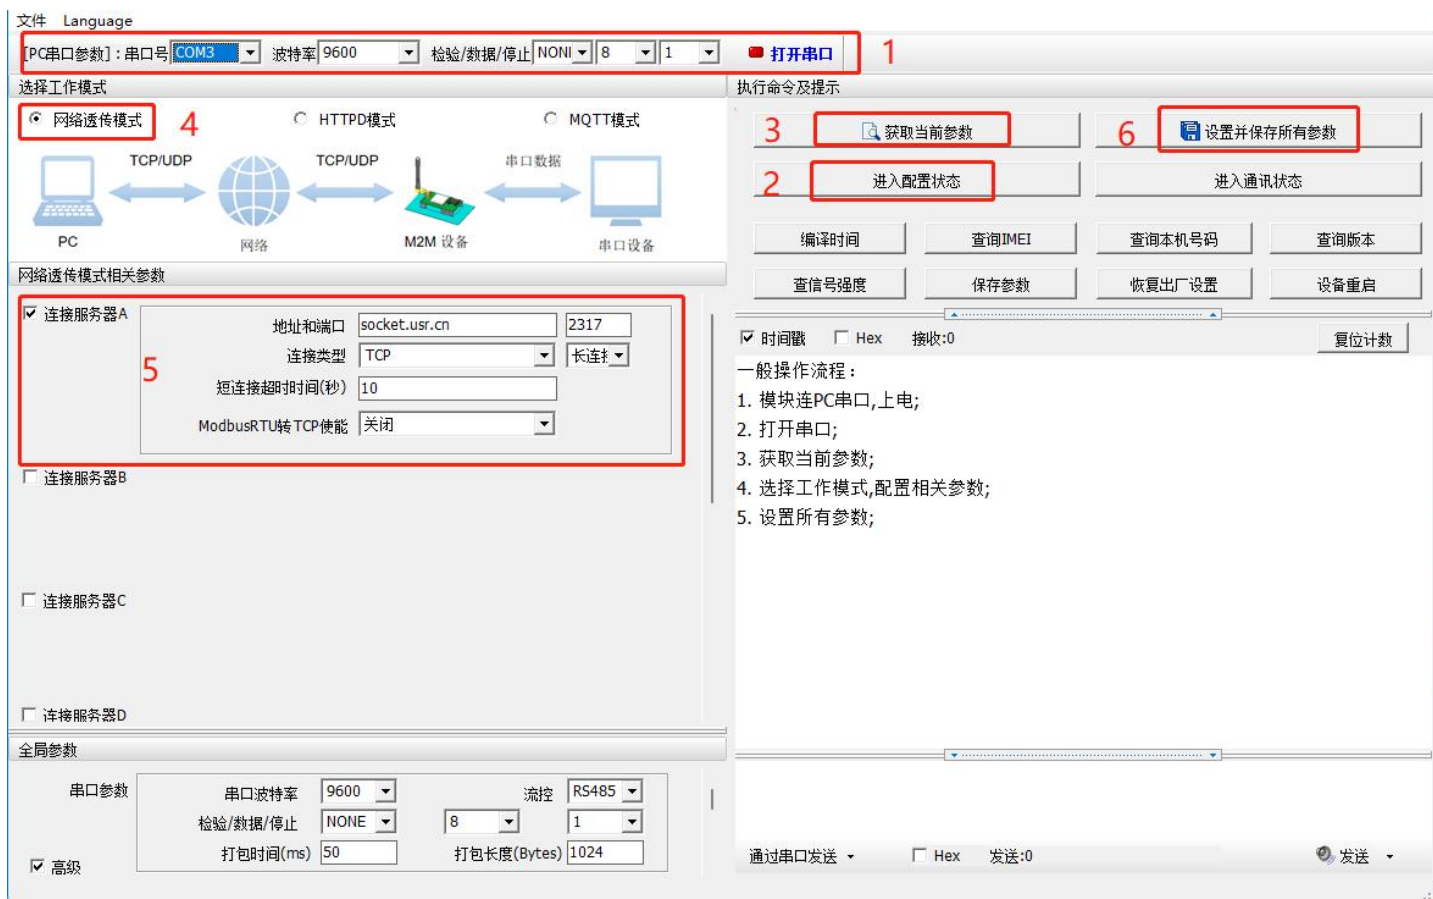 文件 Language
[PC串口参数]：串口号 COM3 波特率 9600 检验/数据/停止 NONI 8 1 打开串口 1
选择工作模式
网络透传模式 4 HTTPD模式 MQTT模式
TCP/UDP TCP/UDP 串口数据
PC 网络 M2M 设备 串口设备
网络透传模式相关参数
连接服务器A
5
地址和端口 socket.usr.cn 2317
连接类型 TCP 长连接
短连接超时时间(秒) 10
ModbusRTU转TCP使能 关闭
连接服务器B
连接服务器C
连接服务器D
全局参数
串口参数
串口波特率 9600 流控 RS485
检验/数据/停止 NONE 8 1
打包时间(ms) 50 打包长度(Bytes) 1024
高级
执行命令及提示
3 获取当前参数 6 设置并保存所有参数
2 进入配置状态 进入通讯状态
编译时间 查询IMEI 查询本机号码 查询版本
查信号强度 保存参数 恢复出厂设置 设备重启
时间戳 Hex 接收:0 复位计数
一般操作流程：
1. 模块连PC串口,上电;
2. 打开串口;
3. 获取当前参数;
4. 选择工作模式,配置相关参数;
5. 设置所有参数;
通过串口发送 Hex 发送:0 发送